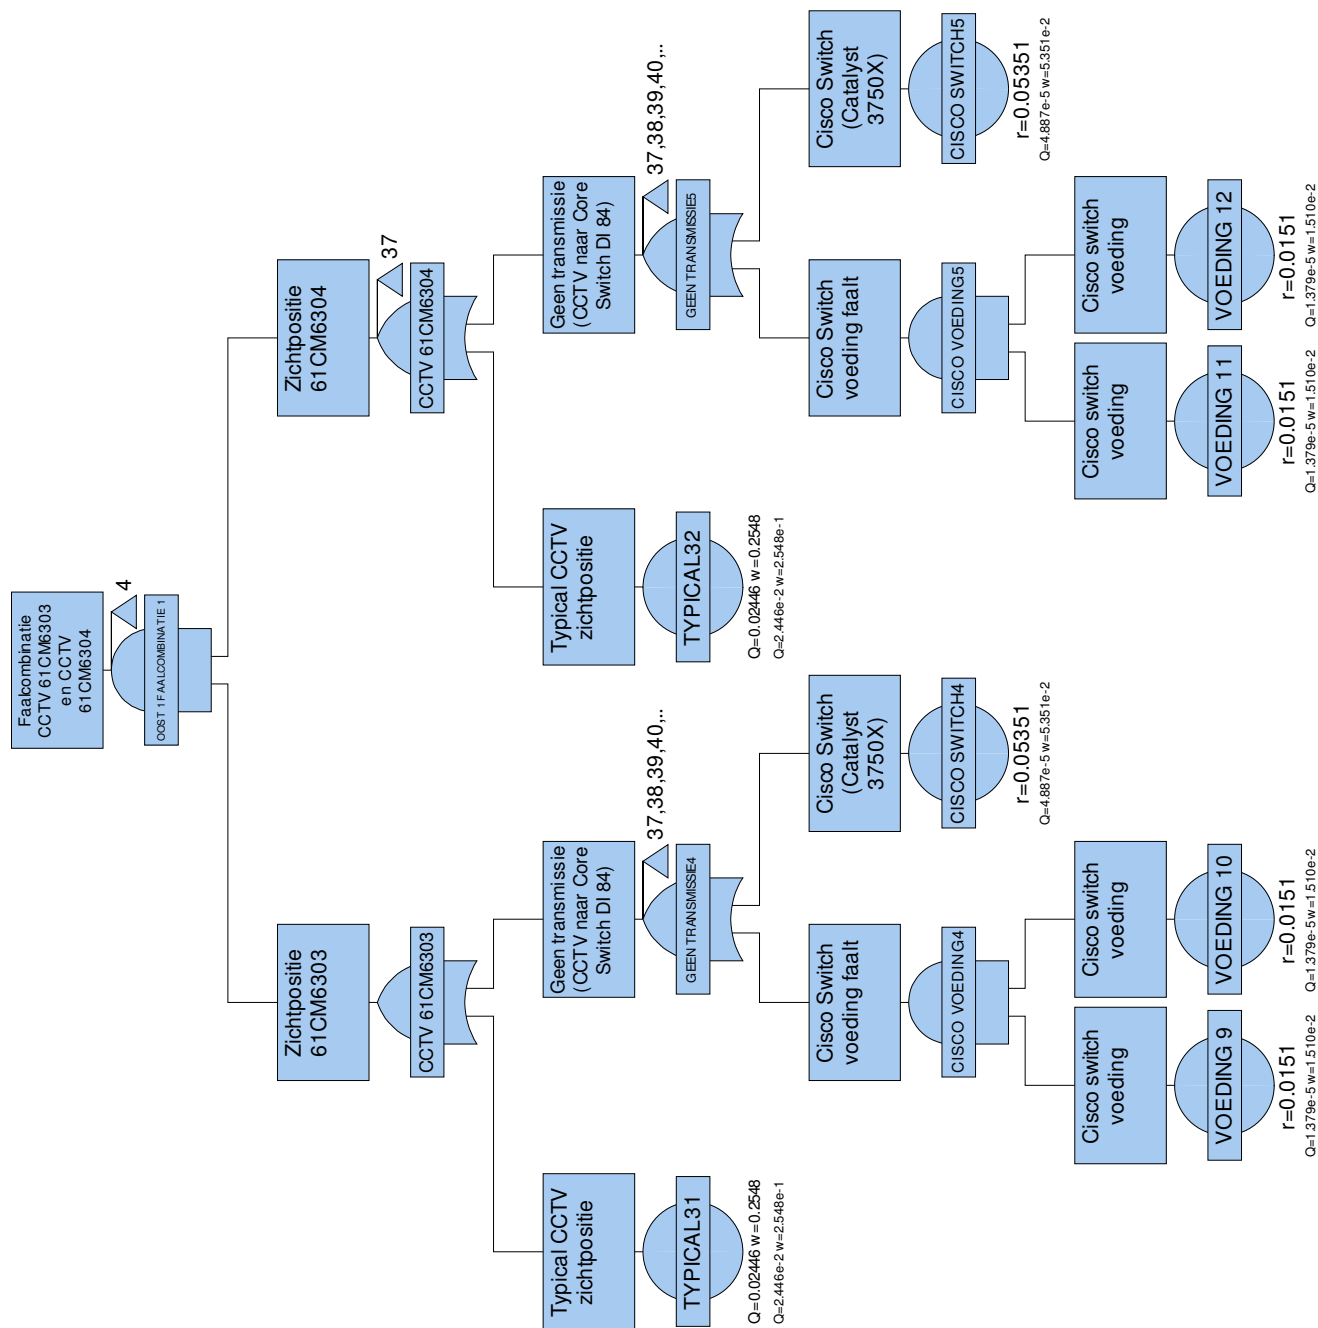 Faalcombinatie
CCTV 61CM6303
en CCTV
61CM6304
OOST 1 FAALCOMBINATIE 1
4
Zichtpositie
61CM6303
CCTV 61CM6303
Zichtpositie
61CM6304
CCTV 61CM6304
37
Typical CCTV
zichtpositie
TYPICAL31
Q=0.02446 w=0.2548
Q=2.446e-2 w=2.548e-1
Geen transmissie
(CCTV naar Core
Switch DI 84)
GEEN TRANSMISSIE4
37,38,39,40,..
Typical CCTV
zichtpositie
TYPICAL32
Q=0.02446 w=0.2548
Q=2.446e-2 w=2.548e-1
Geen transmissie
(CCTV naar Core
Switch DI 84)
GEEN TRANSMISSIE5
37,38,39,40,..
Cisco Switch
voeding faalt
CISCO VOEDING4
Cisco Switch
(Catalyst
3750X)
CISCO SWITCH4
r=0.05351
Q=4.887e-5 w=5.351e-2
Cisco Switch
voeding faalt
CISCO VOEDING5
Cisco Switch
(Catalyst
3750X)
CISCO SWITCH5
r=0.05351
Q=4.887e-5 w=5.351e-2
Cisco switch
voeding
VOEDING 9
r=0.0151
Q=1.379e-5 w=1.510e-2
Cisco switch
voeding
VOEDING 10
r=0.0151
Q=1.379e-5 w=1.510e-2
Cisco switch
voeding
VOEDING 11
r=0.0151
Q=1.379e-5 w=1.510e-2
Cisco switch
voeding
VOEDING 12
r=0.0151
Q=1.379e-5 w=1.510e-2